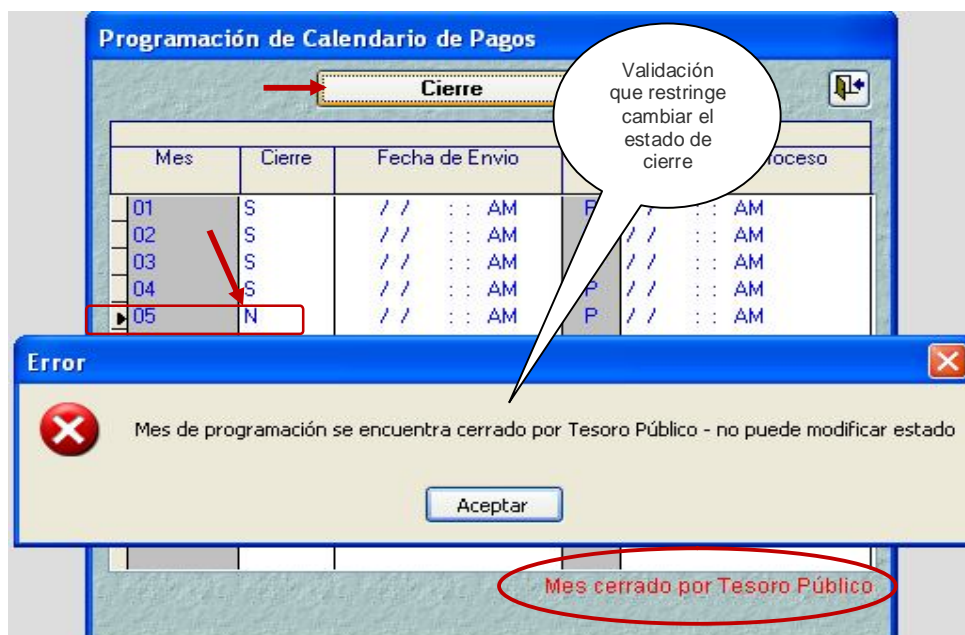 Programación de Calendario de Pagos
Cierre
Validación
que restringe
cambiar el
estado de
cierre
Mes Cierre Fecha de Envio
01 S / / : : AM / / : : AM
02 S / / : : AM / / : : AM
03 S / / : : AM / / : : AM
04 S / / : : AM P / / : : AM
05 N / / : : AM P / / : : AM
Error
Mes de programación se encuentra cerrado por Tesoro Público - no puede modificar estado
Aceptar
Mes cerrado por Tesoro Público